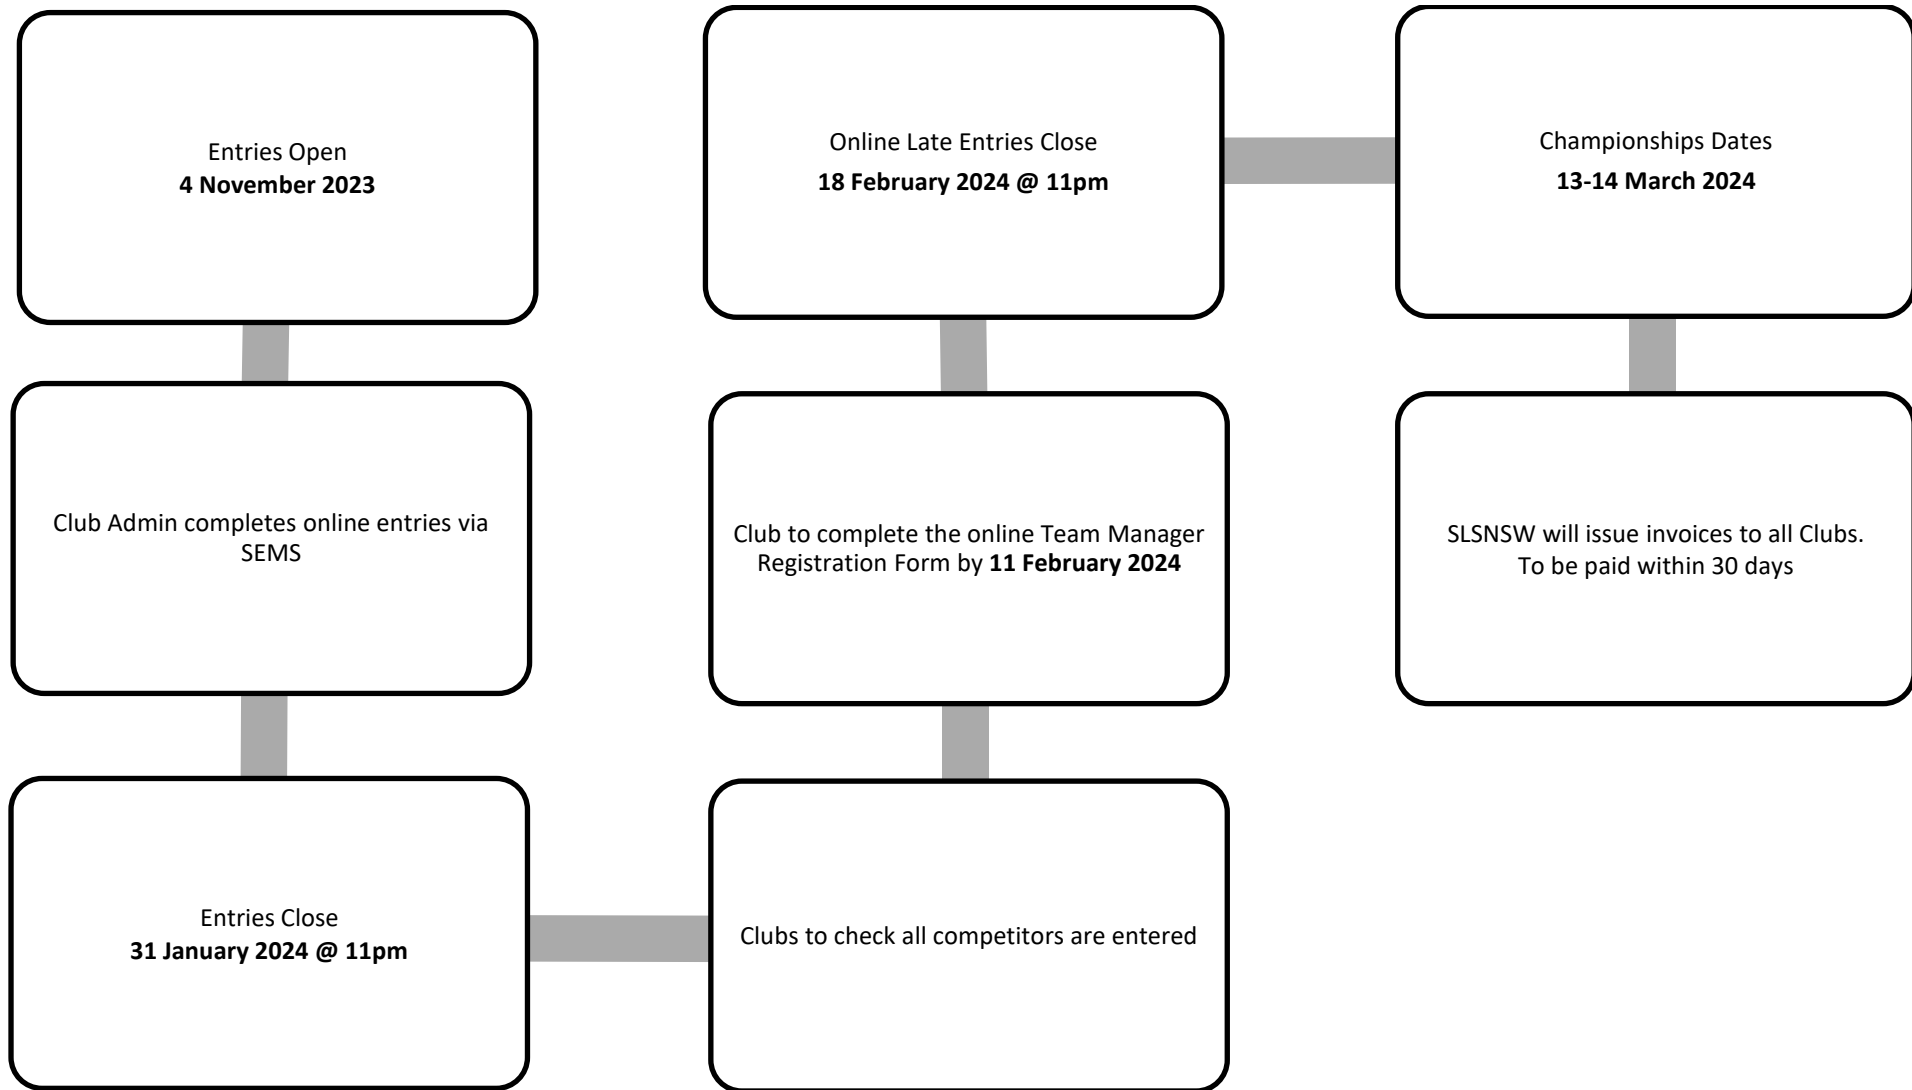 Entries Open
4 November 2023
Club Admin completes online entries via
SEMS
Entries Close
31 January 2024 @ 11pm
Clubs to check all competitors are entered
Club to complete the online Team Manager
Registration Form by 11 February 2024
Online Late Entries Close
18 February 2024 @ 11pm
Championships Dates
13-14 March 2024
SLSNSW will issue invoices to all Clubs.
To be paid within 30 days